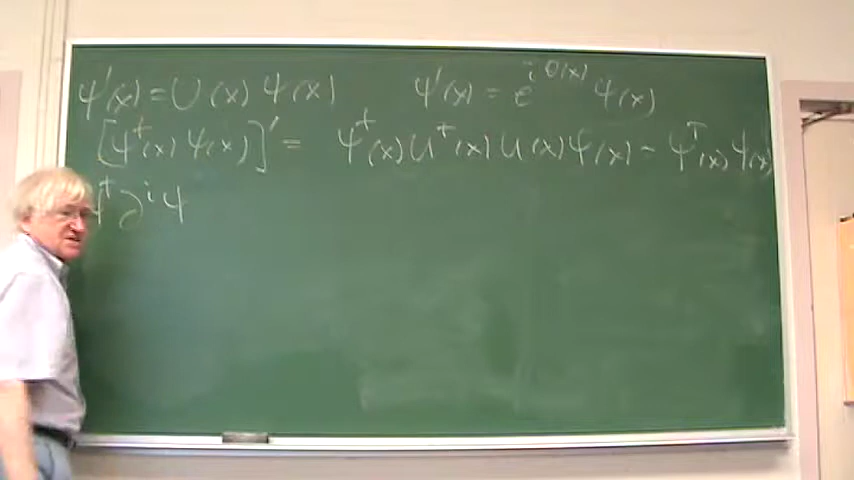 ψ'(x) = U(x) ψ(x) ψ'(x) = e^{iθ(x)} ψ(x)
[ψ†(x) ψ(x)]' = ψ†(x) U†(x) U(x) ψ(x) = ψ†(x) ψ(x)
ψ† ∂^i ψ